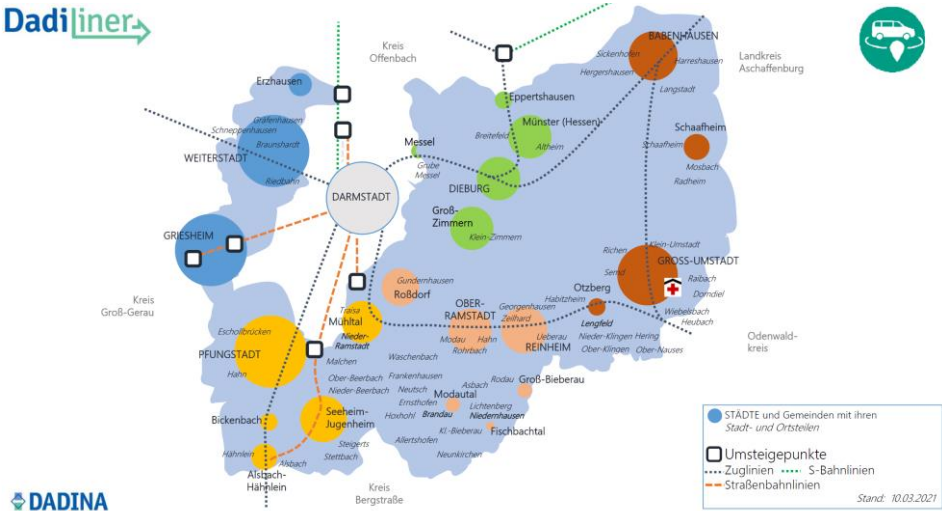 Dadiliner
Kreis
Offenbach
BABENHAUSEN
Sickenhofen
Harreshausen
Hergershausen
Langstadt
Landkreis
Aschaffenburg
Erzhausen
Eppertshausen
Gräfenhausen
Schneppenhausen
Braunshardt
WEITERSTADT
Riedbahn
Münster (Hessen)
Breitefeld
Altheim
Messel
Grube
Messel
Schaafheim
Schaafheim
Mosbach
Radheim
DARMSTADT
DIEBURG
Groß-
Zimmern
Klein-Zimmern
GRIESHEIM
Richen
Klein-Umstadt
GROSS-UMSTADT
Semd
Raibach
Dorndiel
Wiebelsbach
Heubach
Kreis
Groß-Gerau
Gundernhausen
Roßdorf
Otzberg
Habitzheim
Lengfeld
Nieder-Klingen
Hering
Ober-Klingen
Ober-Nauses
OBER-
RAMSTADT
Modau
Hahn
Rohrbach
Georgenhausen
Zeilhard
Ueberau
REINHEIM
Odenwald-
kreis
Traisa
Mühltal
Nieder-
Ramstadt
Eschollbrücken
PFUNGSTADT
Hahn
Malchen
Waschenbach
Ober-Beerbach
Frankenhausen
Nieder-Beerbach
Neutsch
Asbach
Rodau
Groß-Bieberau
Ernsthofen
Modautal
Lichtenberg
Hoxhohl
Brandau
Niedernhausen
Bickenbach
Seeheim-
Jugenheim
Kl.-Bieberau
Fischbachtal
Steigerts
Allertshofen
Stettbach
Neunkirchen
Hähnlein
Alsbach
Alsbach-
Hähnlein
Kreis
Bergstraße
STÄDTE und Gemeinden mit ihren
Stadt- und Ortsteilen
Umsteigepunkte
Zuglinien
S-Bahnlinien
Straßenbahnlinien
Stand: 10.03.2021
DADINA